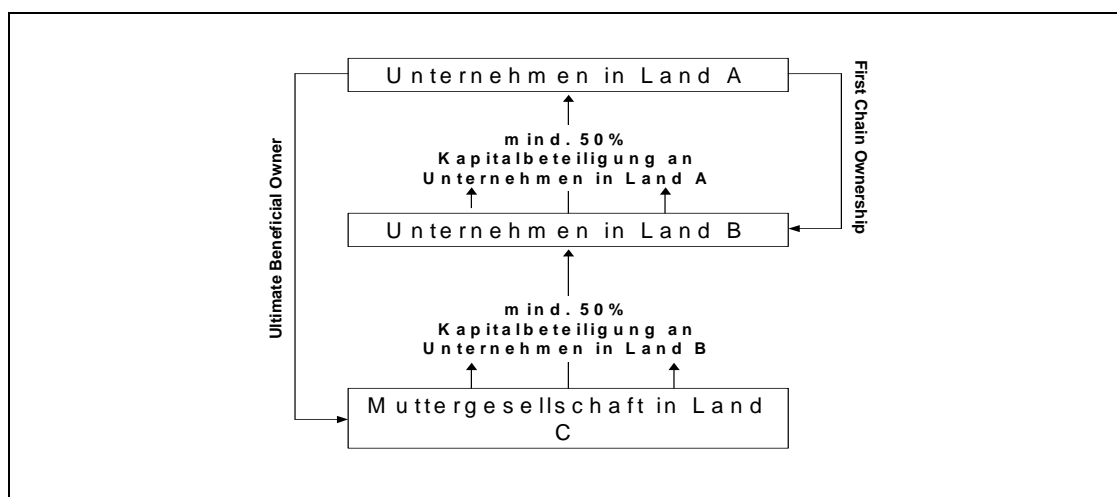 Unternehmen in Land A
First Chain Ownership
mind. 50%
Kapitalbeteiligung an
Unternehmen in Land A
Unternehmen in Land B
Ultimate Beneficial Owner
mind. 50%
Kapitalbeteiligung an
Unternehmen in Land B
Muttergesellschaft in Land
C